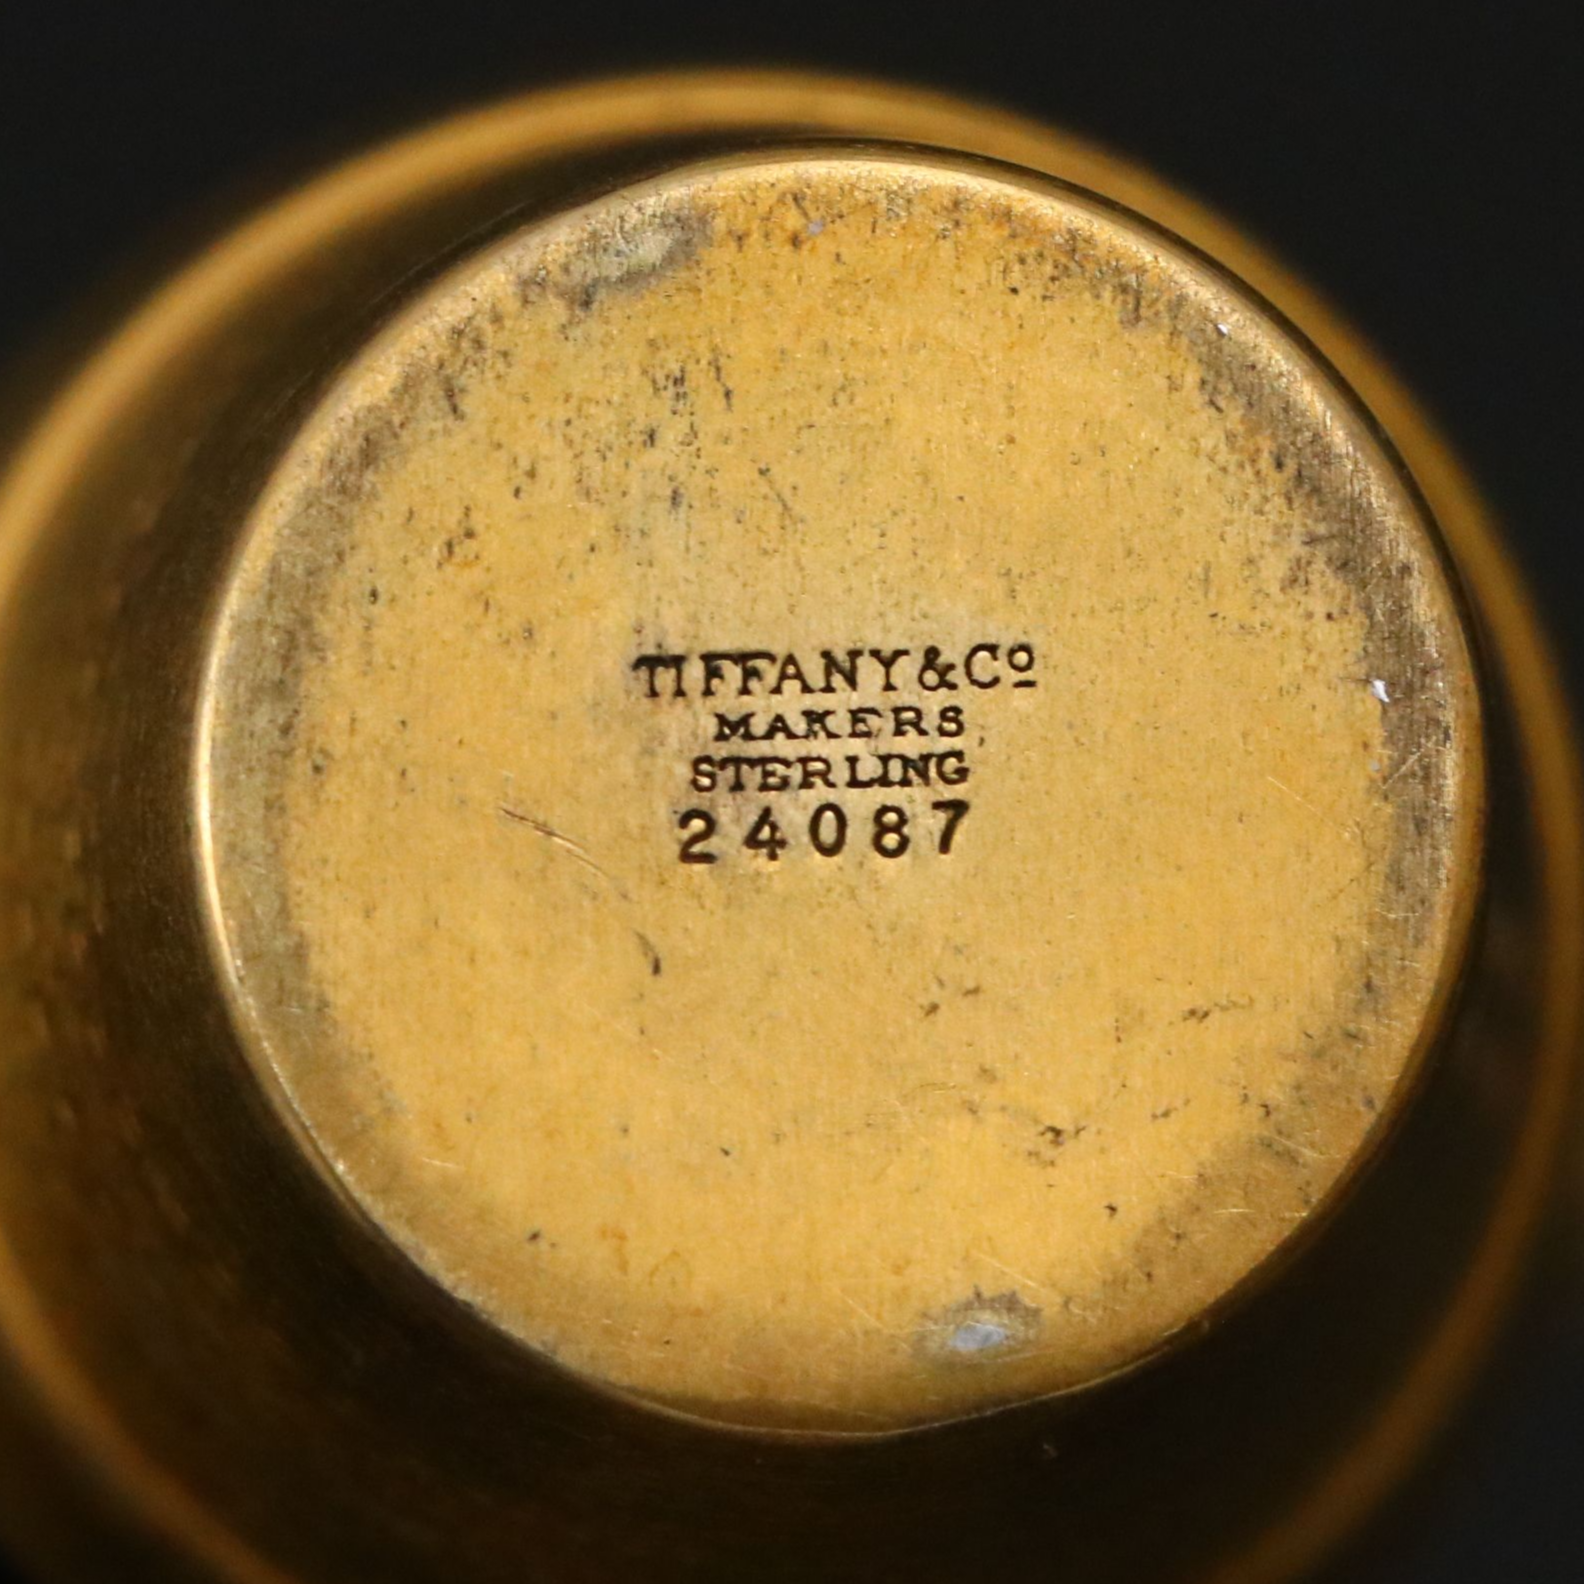 TIFFANY & Cº
MAKERS
STERLING
24087